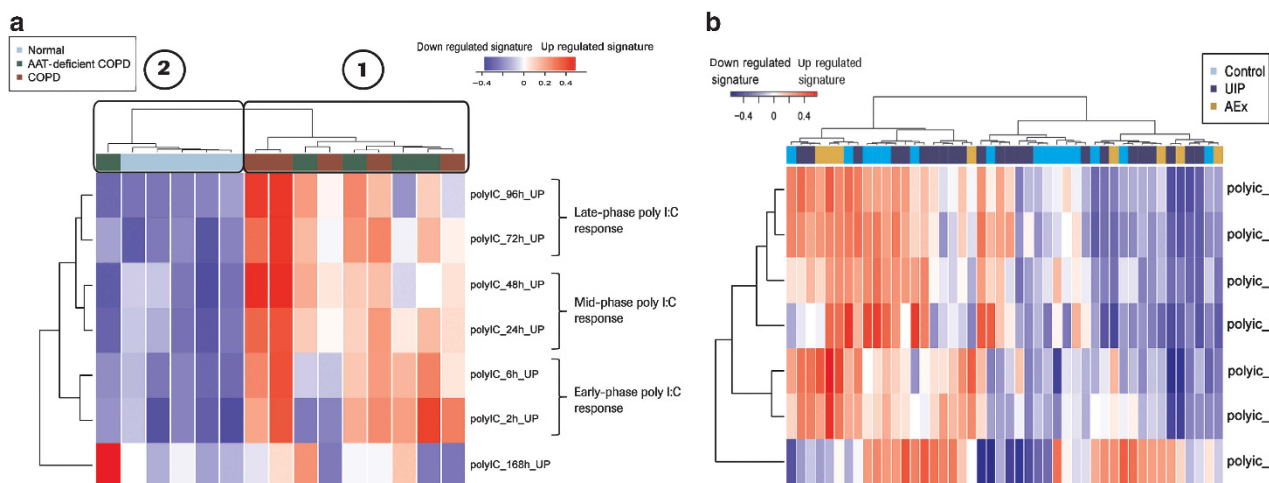 a
Normal
AAT-deficient COPD
COPD
2
1
Down regulated signature Up regulated signature
-0.4 -0.2 0 0.2 0.4
polyIC_96h_UP
polyIC_72h_UP
polyIC_48h_UP
polyIC_24h_UP
polyIC_6h_UP
polyIC_2h_UP
polyIC_168h_UP
Late-phase poly I:C
response
Mid-phase poly I:C
response
Early-phase poly I:C
response
b
Down regulated
signature
Up regulated
signature
−0.4 0 0.4
Control
UIP
AEx
polyic_
polyic_
polyic_
polyic_
polyic_
polyic_
polyic_